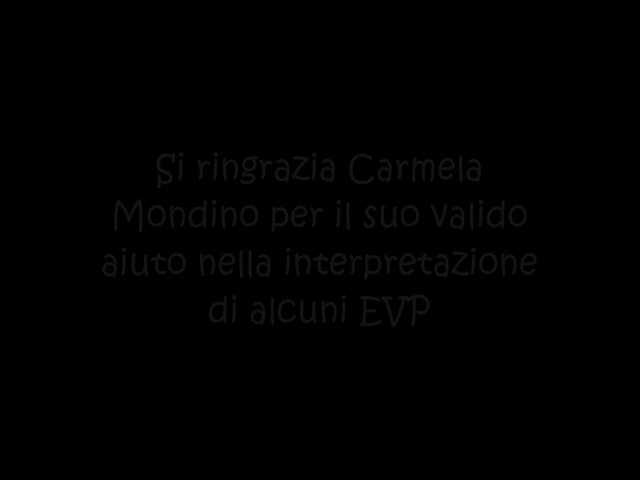 Si ringrazia Carmela
Mondino per il suo valido
aiuto nella interpretazione
di alcuni EVP